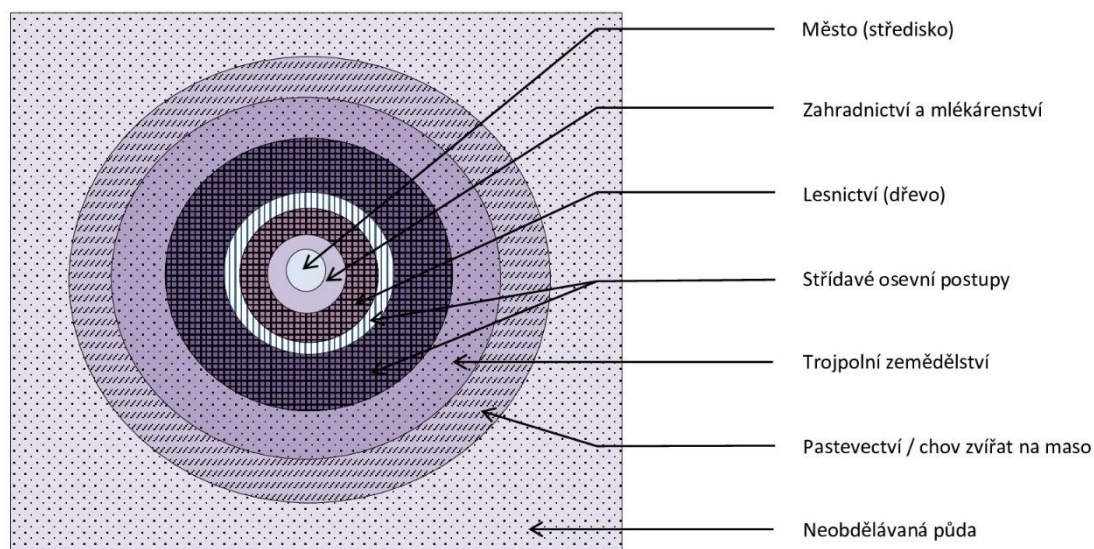 Město (středisko)
Zahradnictví a mlékárenství
Lesnictví (dřevo)
Střídavé osevní postupy
Trojpolní zemědělství
Pastevectví / chov zvířat na maso
Neobdělávaná půda